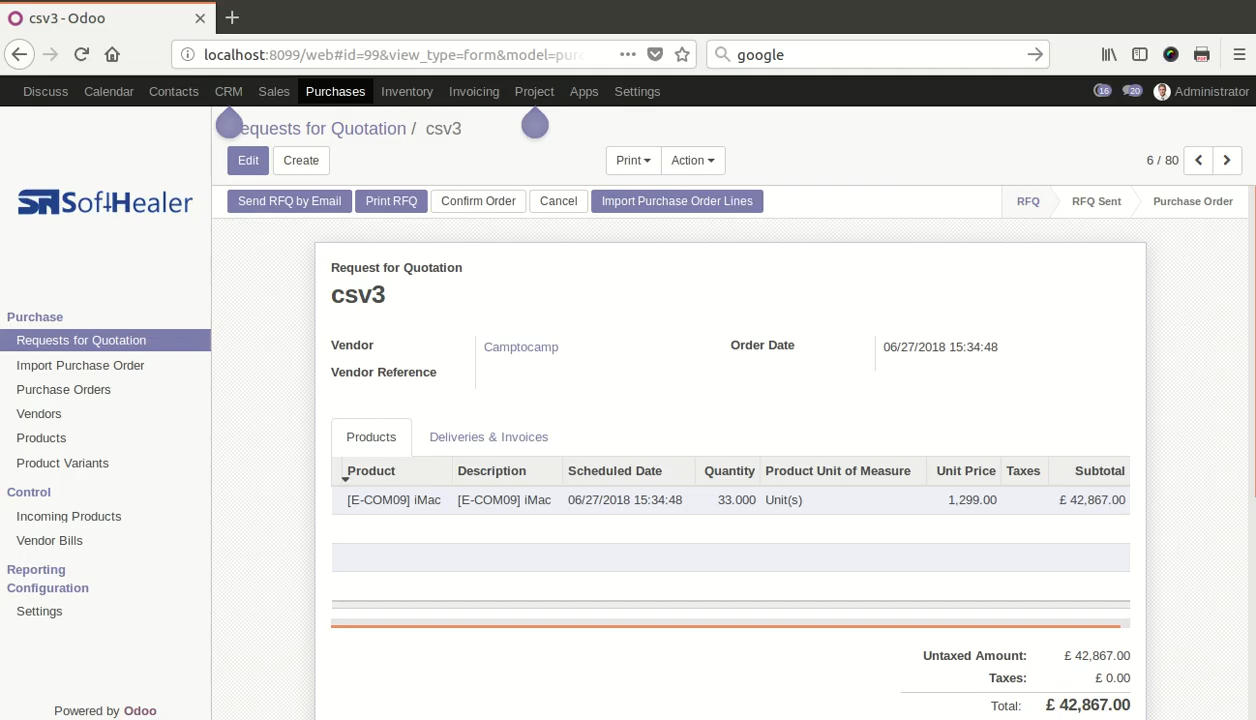 csv3 - Odoo
localhost:8099/web#id=99&view_type=form&model=purc
google
Discuss Calendar Contacts CRM Sales Purchases Inventory Invoicing Project Apps Settings 16 20 Administrator
equests for Quotation / csv3
Edit Create Print Action 6 / 80
SoftHealer
Send RFQ by Email Print RFQ Confirm Order Cancel Import Purchase Order Lines RFQ RFQ Sent Purchase Order
Request for Quotation
csv3
Purchase
Requests for Quotation
Import Purchase Order
Purchase Orders
Vendors
Products
Product Variants
Control
Incoming Products
Vendor Bills
Reporting
Configuration
Settings
Powered by Odoo
Vendor Camptocamp Order Date 06/27/2018 15:34:48
Vendor Reference
Products Deliveries & Invoices
Product Description Scheduled Date Quantity Product Unit of Measure Unit Price Taxes Subtotal
[E-COM09] iMac [E-COM09] iMac 06/27/2018 15:34:48 33.000 Unit(s) 1,299.00 £ 42,867.00
Untaxed Amount: £ 42,867.00
Taxes: £ 0.00
Total: £ 42,867.00